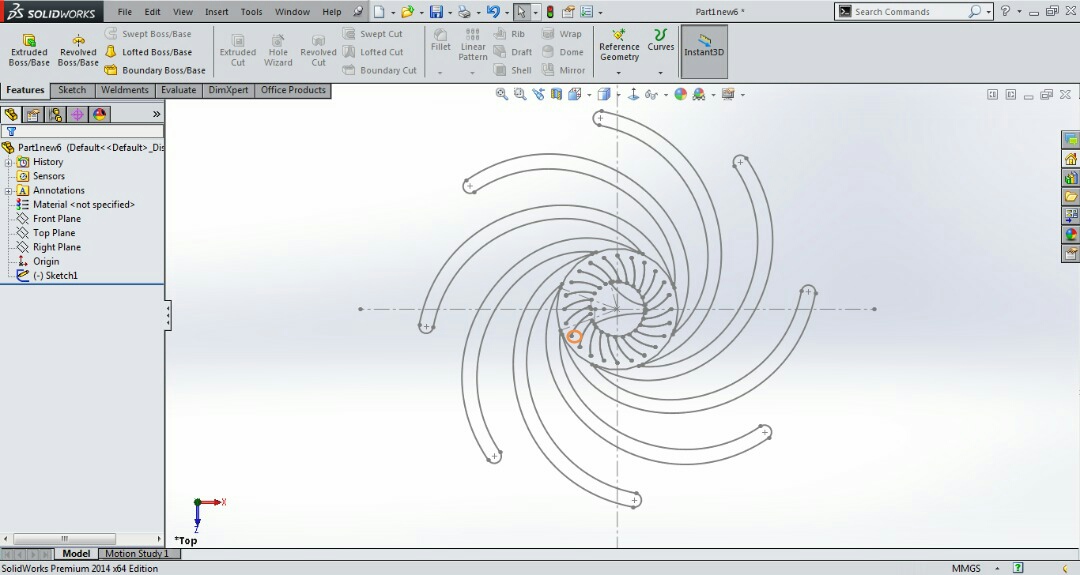 SOLIDWORKS File Edit View Insert Tools Window Help Part1new6 * Search Commands
Extruded Boss/Base
Revolved Boss/Base
Swept Boss/Base
Lofted Boss/Base
Boundary Boss/Base
Extruded Cut
Hole Wizard
Revolved Cut
Swept Cut
Lofted Cut
Boundary Cut
Fillet
Linear Pattern
Rib
Draft
Shell
Wrap
Dome
Mirror
Reference Geometry
Curves
Instant3D
Features Sketch Weldments Evaluate DimXpert Office Products
Part1new6 (Default<<Default>_Dis
History
Sensors
Annotations
Material <not specified>
Front Plane
Top Plane
Right Plane
Origin
(-) Sketch1
X
Z
*Top
Model Motion Study 1
SolidWorks Premium 2014 x64 Edition MMGS